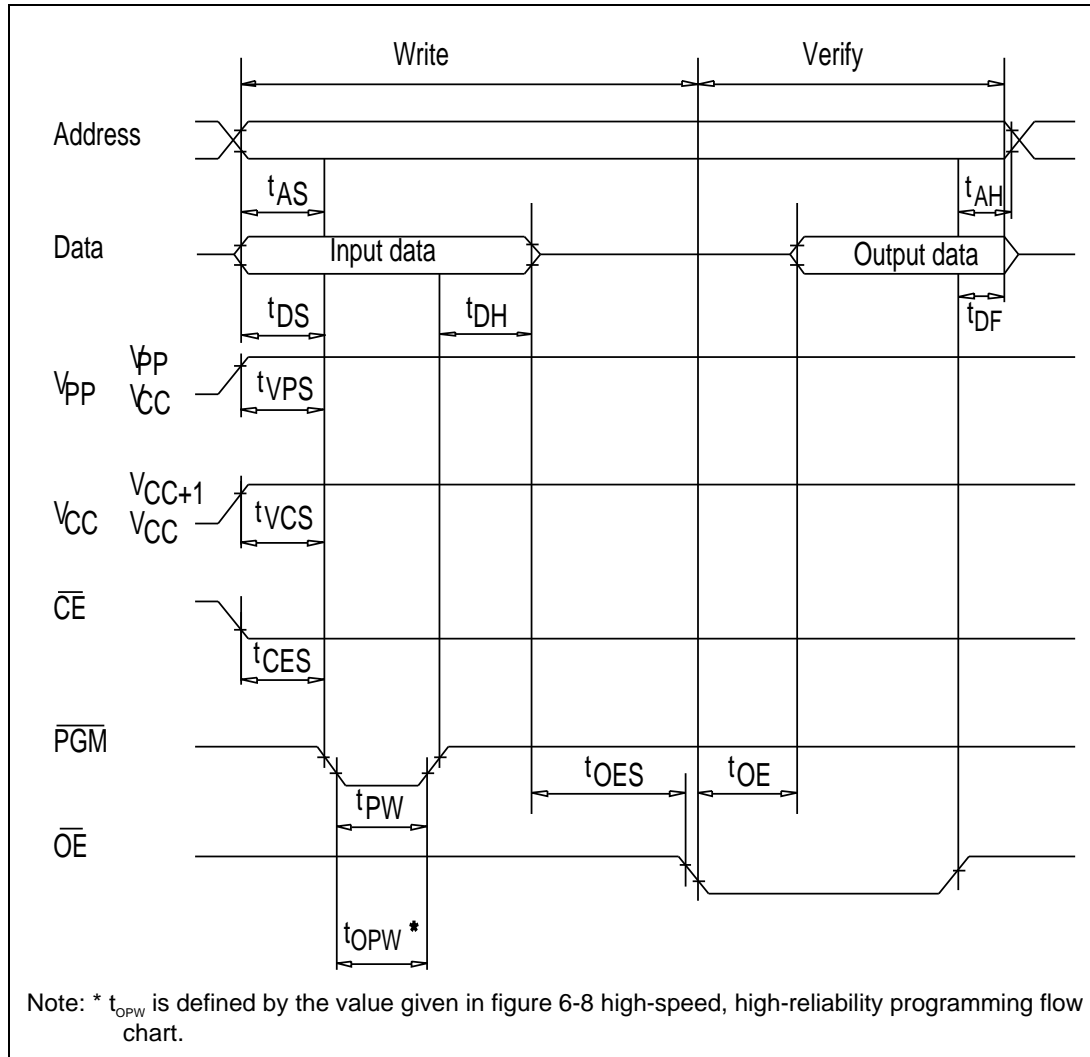 Write Verify
Address
tAS tAH
Data Input data Output data
tDS tDH tDF
VPP VPP
VCC
tVPS
VCC VCC+1
VCC
tVCS
CE
tCES
PGM
tOES tOE
tPW
OE
tOPW *
Note: * tOPW is defined by the value given in figure 6-8 high-speed, high-reliability programming flow
chart.